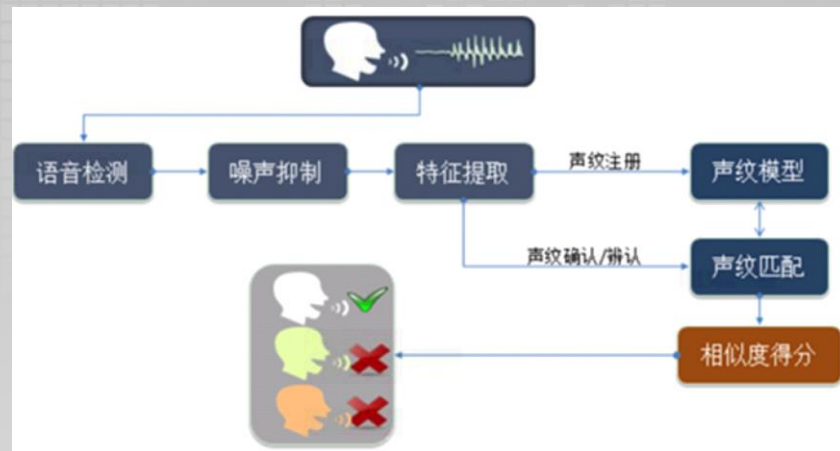 语音检测
噪声抑制
特征提取
声纹注册
声纹模型
声纹确认/辨认
声纹匹配
相似度得分